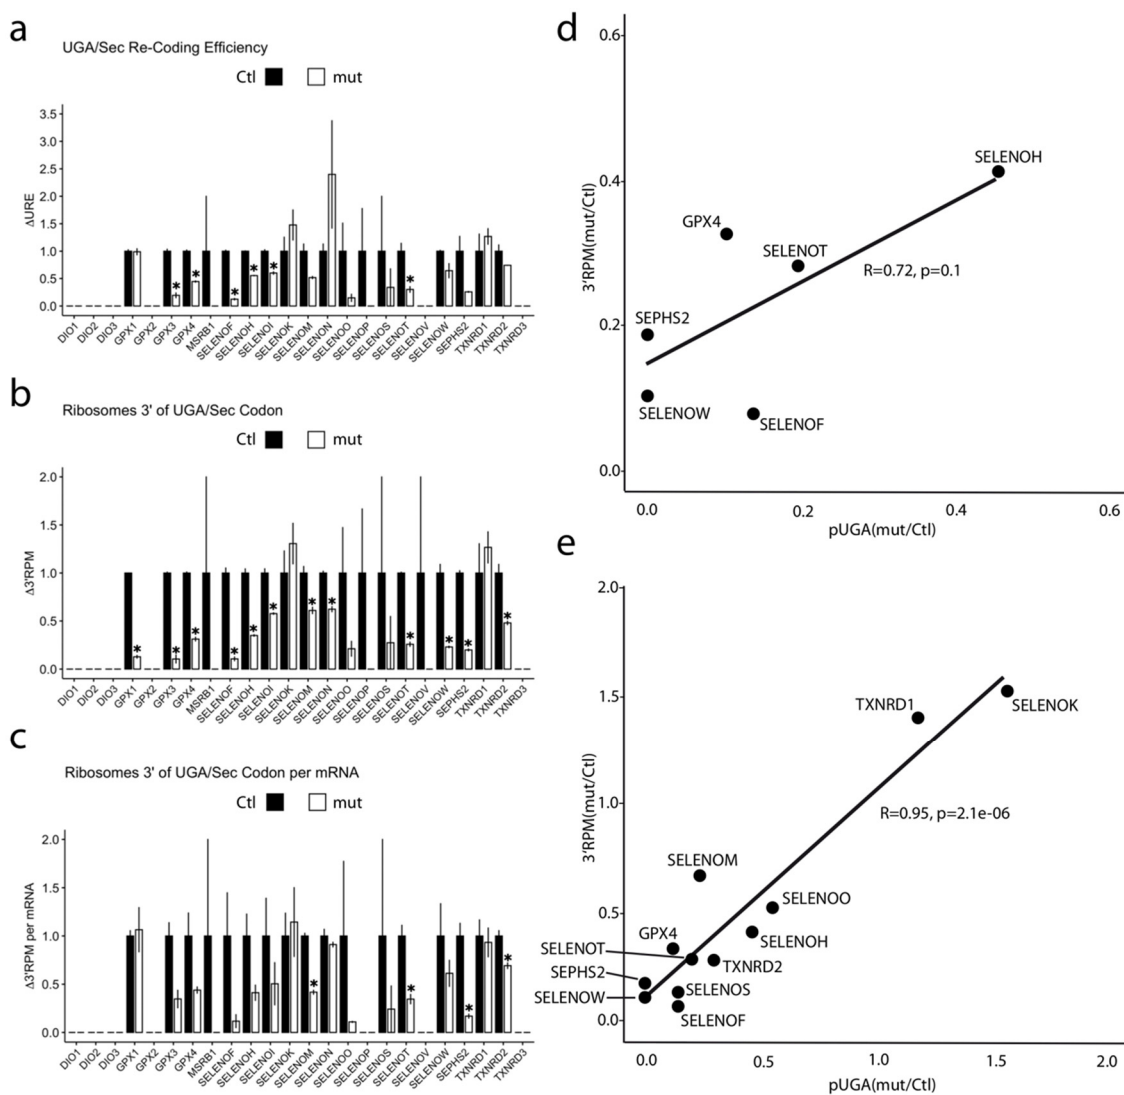 a
UGA/Sec Re-Coding Efficiency
Ctl mut
ΔURE
3.5
3.0
2.5
2.0
1.5
1.0
0.5
0.0
* * * * * *
DIO1 DIO2 DIO3 GPX1 GPX2 GPX3 GPX4 MSRB1 SELENOF SELENOH SELENOI SELENOK SELENOM SELENON SELENOO SELENOP SELENOS SELENOT SELENOV SELENOW SEPHS2 TXNRD1 TXNRD2 TXNRD3
b
Ribosomes 3' of UGA/Sec Codon
Ctl mut
Δ3'RPM
2.0
1.5
1.0
0.5
0.0
* * * * * * * * * * * *
DIO1 DIO2 DIO3 GPX1 GPX2 GPX3 GPX4 MSRB1 SELENOF SELENOH SELENOI SELENOK SELENOM SELENON SELENOO SELENOP SELENOS SELENOT SELENOV SELENOW SEPHS2 TXNRD1 TXNRD2 TXNRD3
c
Ribosomes 3' of UGA/Sec Codon per mRNA
Ctl mut
Δ3'RPM per mRNA
2.0
1.5
1.0
0.5
0.0
* * * *
DIO1 DIO2 DIO3 GPX1 GPX2 GPX3 GPX4 MSRB1 SELENOF SELENOH SELENOI SELENOK SELENOM SELENON SELENOO SELENOP SELENOS SELENOT SELENOV SELENOW SEPHS2 TXNRD1 TXNRD2 TXNRD3
d
3'RPM(mut/Ctl)
0.6
0.4
0.2
0.0
SELENOH
GPX4
SELENOT
R=0.72, p=0.1
SEPHS2
SELENOW
SELENOF
0.0 0.2 0.4 0.6
pUGA(mut/Ctl)
e
3'RPM(mut/Ctl)
2.0
1.5
1.0
0.5
0.0
TXNRD1
SELENOK
R=0.95, p=2.1e-06
SELENOM
SELENOO
GPX4
SELENOH
SELENOT
TXNRD2
SEPHS2
SELENOS
SELENOW
SELENOF
0.0 0.5 1.0 1.5 2.0
pUGA(mut/Ctl)